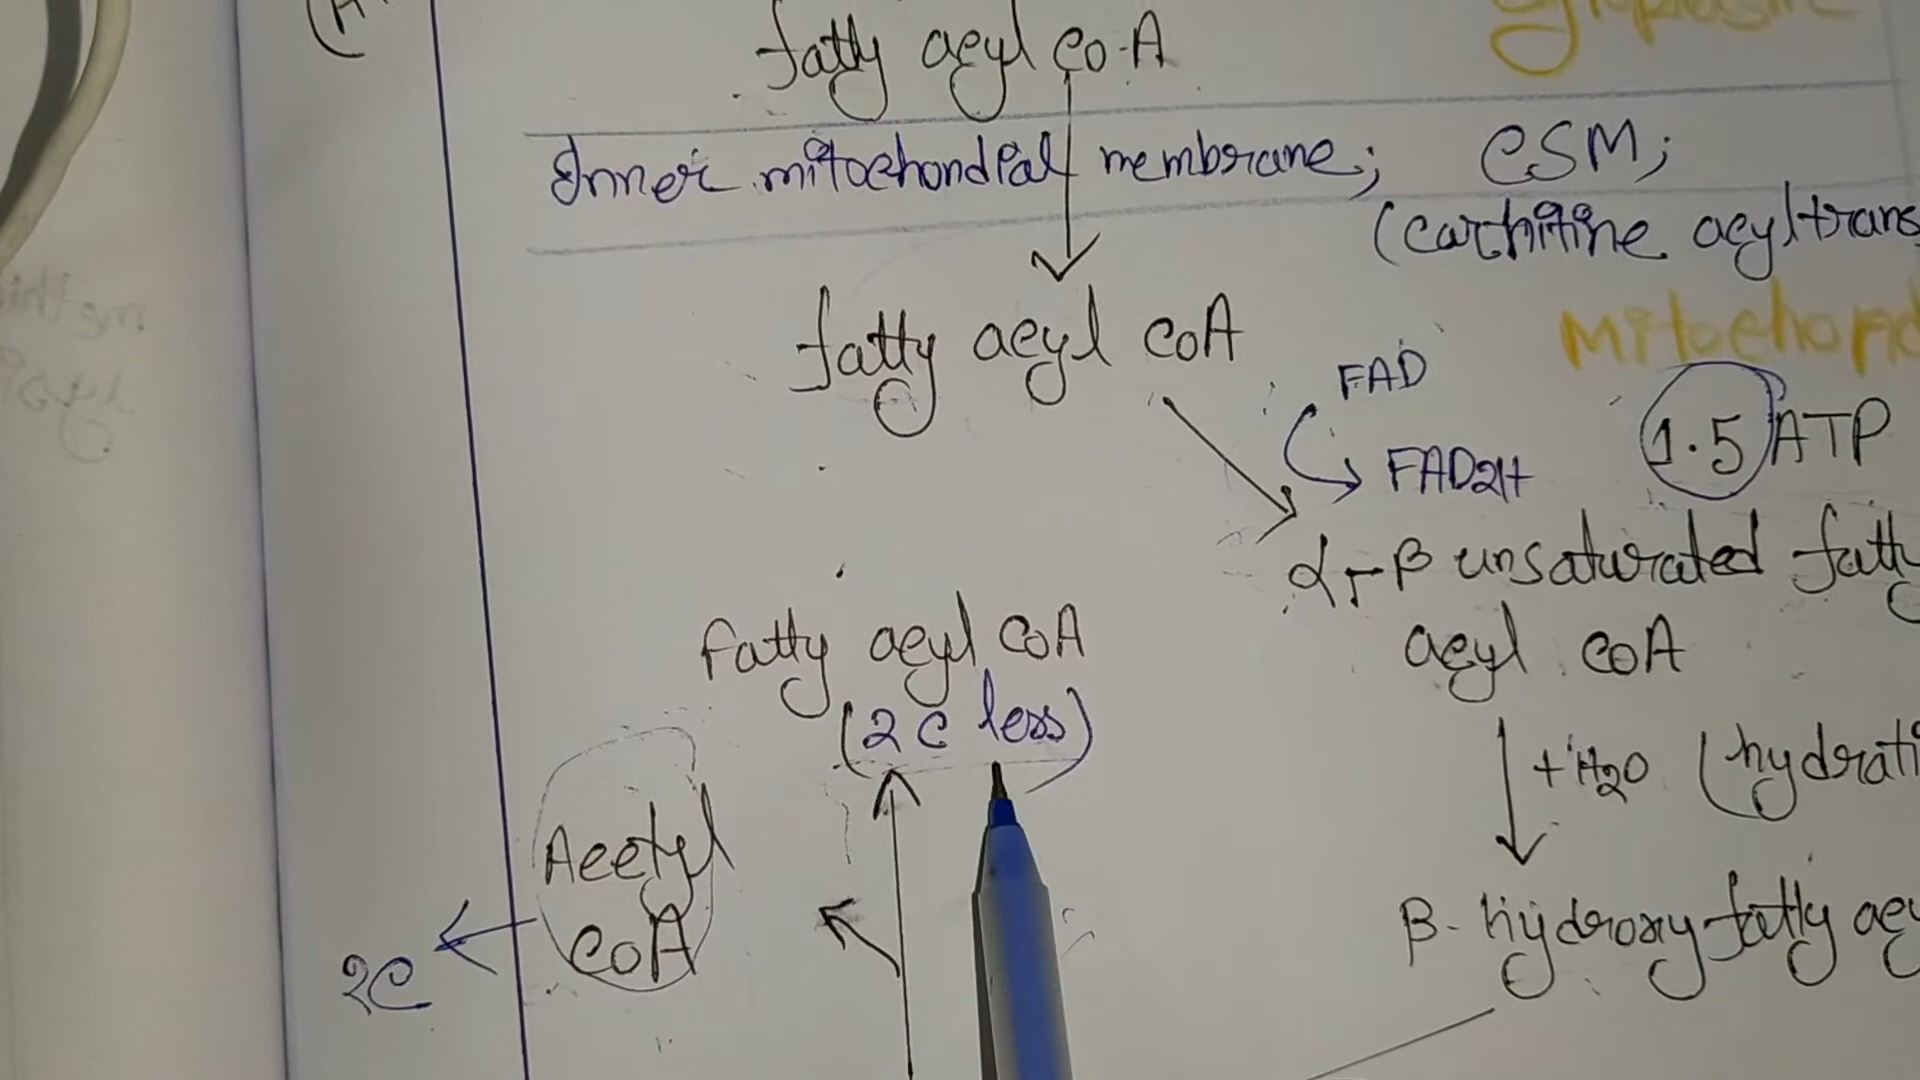 fatty acyl co-A
Inner mitochondrial membrane; CSM;
(carnitine acyltrans
fatty acyl coA
FAD
FAD2H
1.5 ATP
α-β unsaturated fatty
acyl coA
Fatty acyl CoA
(2C less)
+H2O (hydrati
Acetyl
CoA
2C
β-hydroxy fatty acy